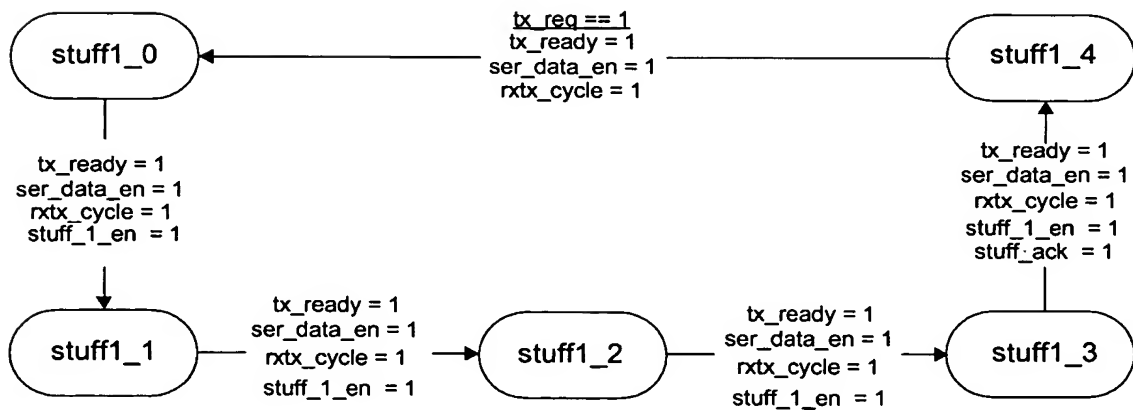 tx_req == 1
tx_ready = 1
ser_data_en = 1
rxtx_cycle = 1
stuff1_0
stuff1_4
tx_ready = 1
ser_data_en = 1
rxtx_cycle = 1
stuff_1_en = 1
tx_ready = 1
ser_data_en = 1
rxtx_cycle = 1
stuff_1_en = 1
stuff_ack = 1
stuff1_1
tx_ready = 1
ser_data_en = 1
rxtx_cycle = 1
stuff_1_en = 1
stuff1_2
tx_ready = 1
ser_data_en = 1
rxtx_cycle = 1
stuff_1_en = 1
stuff1_3